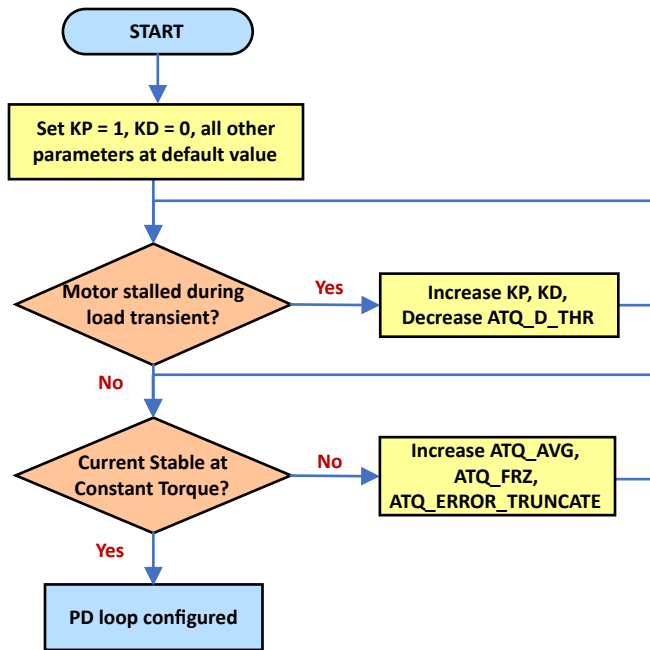 START
Set KP = 1, KD = 0, all other
parameters at default value
Motor stalled during
load transient?
Yes
Increase KP, KD,
Decrease ATQ_D_THR
No
Current Stable at
Constant Torque?
No
Increase ATQ_AVG,
ATQ_FRZ,
ATQ_ERROR_TRUNCATE
Yes
PD loop configured